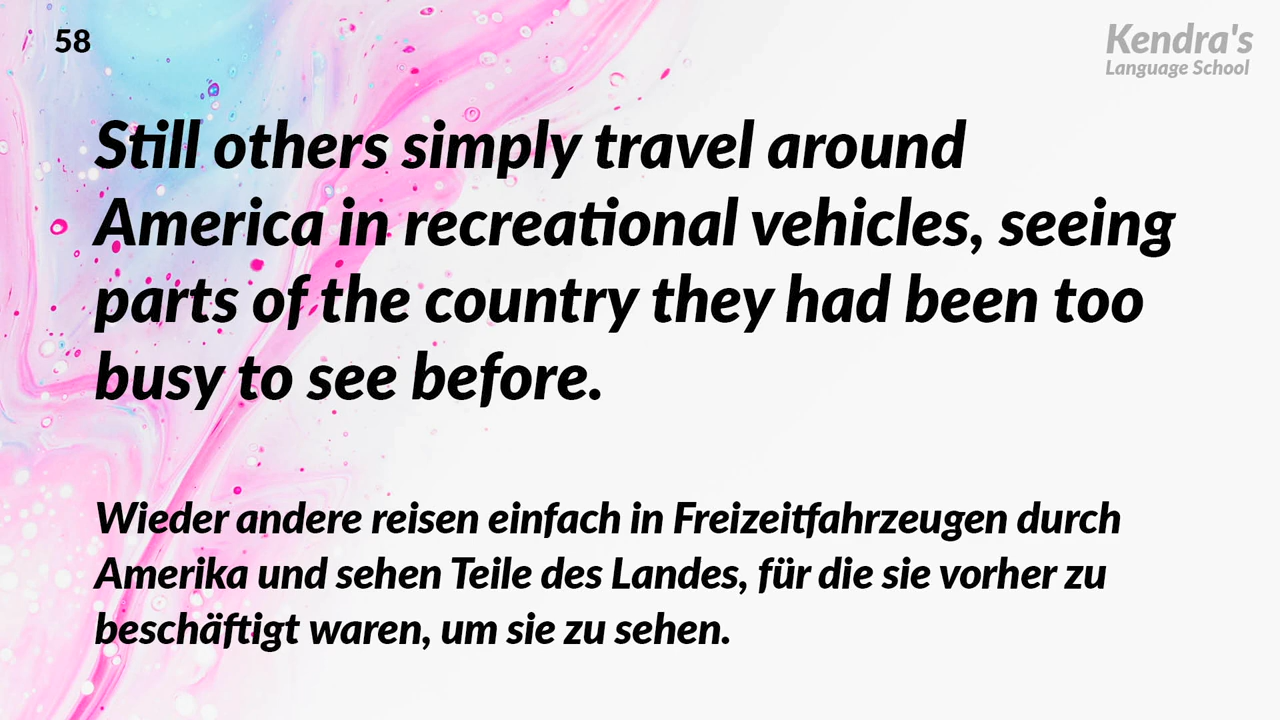 58
Kendra's
Language School
Still others simply travel around
America in recreational vehicles, seeing
parts of the country they had been too
busy to see before.
Wieder andere reisen einfach in Freizeitfahrzeugen durch
Amerika und sehen Teile des Landes, für die sie vorher zu
beschäftigt waren, um sie zu sehen.